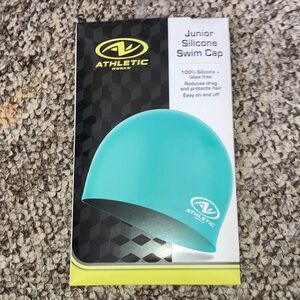 Junior
Silicone
Swim Cap
100% Silicone –
latex free
Reduces drag
and protects hair
Easy on and off
ATHLETIC
WORKS
ATHLETIC